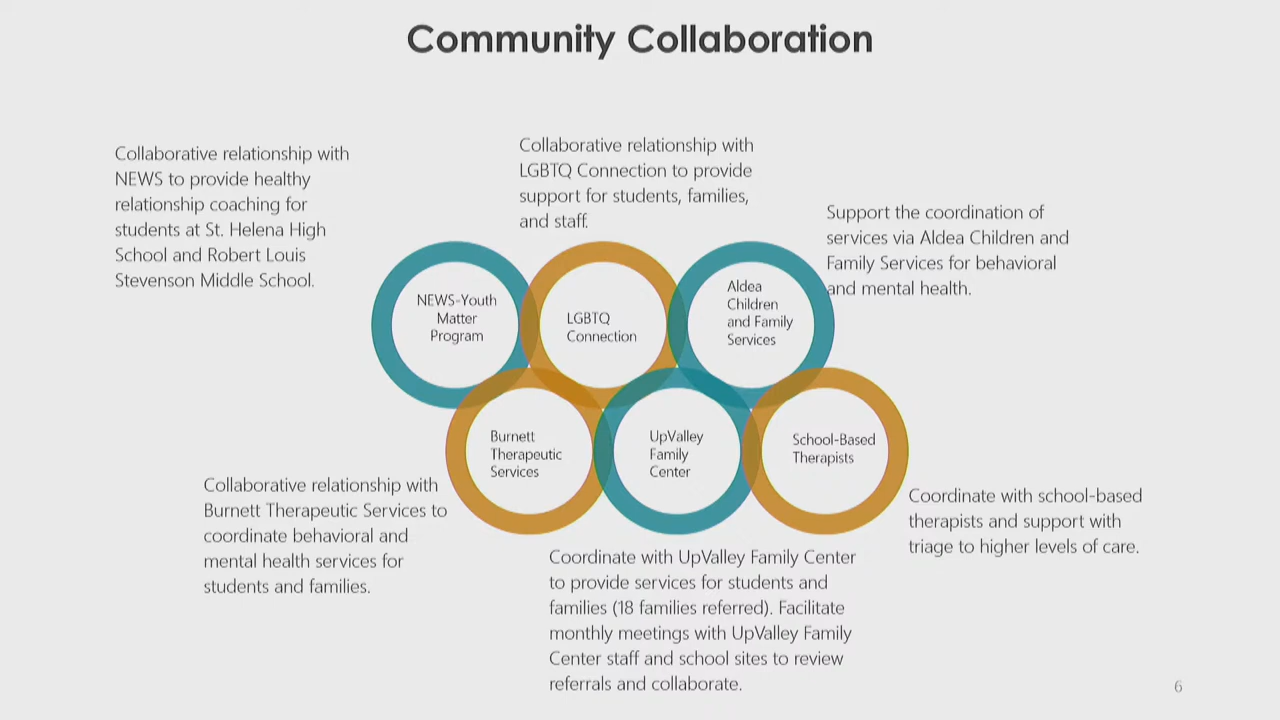 Community Collaboration
Collaborative relationship with
NEWS to provide healthy
relationship coaching for
students at St. Helena High
School and Robert Louis
Stevenson Middle School.
Collaborative relationship with
LGBTQ Connection to provide
support for students, families,
and staff.
Support the coordination of
services via Aldea Children and
Family Services for behavioral
and mental health.
NEWS-Youth
Matter
Program
LGBTQ
Connection
Aldea
Children
and Family
Services
Burnett
Therapeutic
Services
UpValley
Family
Center
School-Based
Therapists
Collaborative relationship with
Burnett Therapeutic Services to
coordinate behavioral and
mental health services for
students and families.
Coordinate with UpValley Family Center
to provide services for students and
families (18 families referred). Facilitate
monthly meetings with UpValley Family
Center staff and school sites to review
referrals and collaborate.
Coordinate with school-based
therapists and support with
triage to higher levels of care.
6